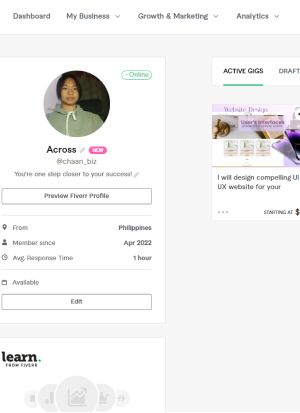 Dashboard My Business Growth & Marketing Analytics
Online
Across NEW
@chaan_biz
You're one step closer to your success!
Preview Fiverr Profile
From Philippines
Member since Apr 2022
Avg. Response Time 1 hour
Available
Edit
learn.
FROM FIVERR
ACTIVE GIGS DRAFT
Website Design
User's interfaces
I will design compelling UI
UX website for your
STARTING AT $